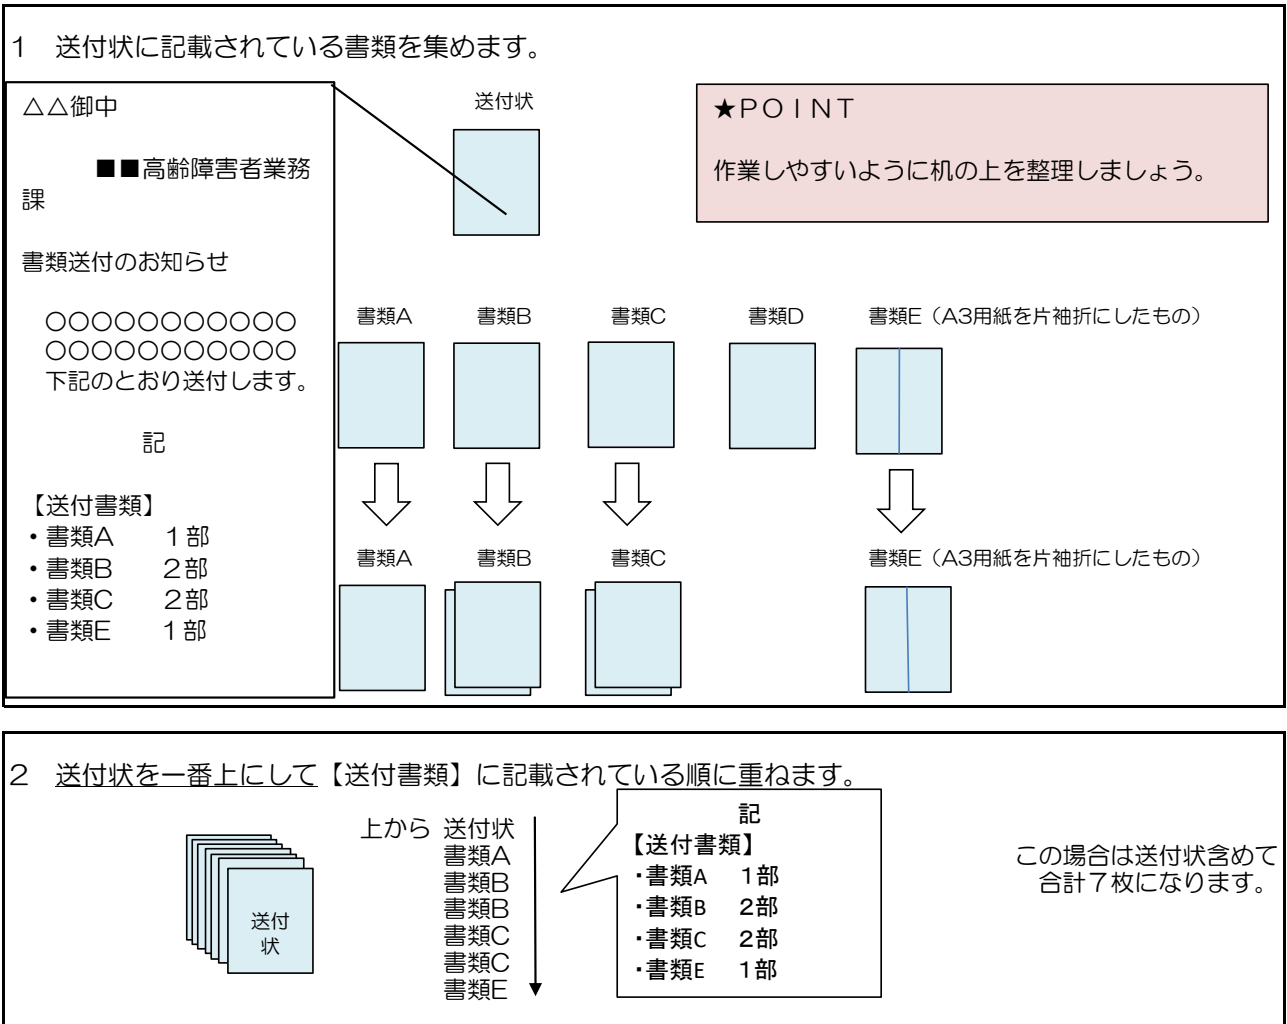 １　送付状に記載されている書類を集めます。
△△御中
■■高齢障害者業務
課
書類送付のお知らせ
○○○○○○○○○○○
○○○○○○○○○○○
下記のとおり送付します。
記
【送付書類】
・書類A　　１部
・書類B　　２部
・書類C　　２部
・書類E　　１部
送付状
★ＰＯＩＮＴ
作業しやすいように机の上を整理しましょう。
書類A　書類B　書類C　書類D　書類E（A3用紙を片袖折にしたもの）
書類A　書類B　書類C　書類E（A3用紙を片袖折にしたもの）
２　送付状を一番上にして【送付書類】に記載されている順に重ねます。
送付
状
上から 送付状
書類A
書類B
書類B
書類C
書類C
書類E
記
【送付書類】
・書類A　１部
・書類B　２部
・書類C　２部
・書類E　１部
この場合は送付状含めて
合計７枚になります。